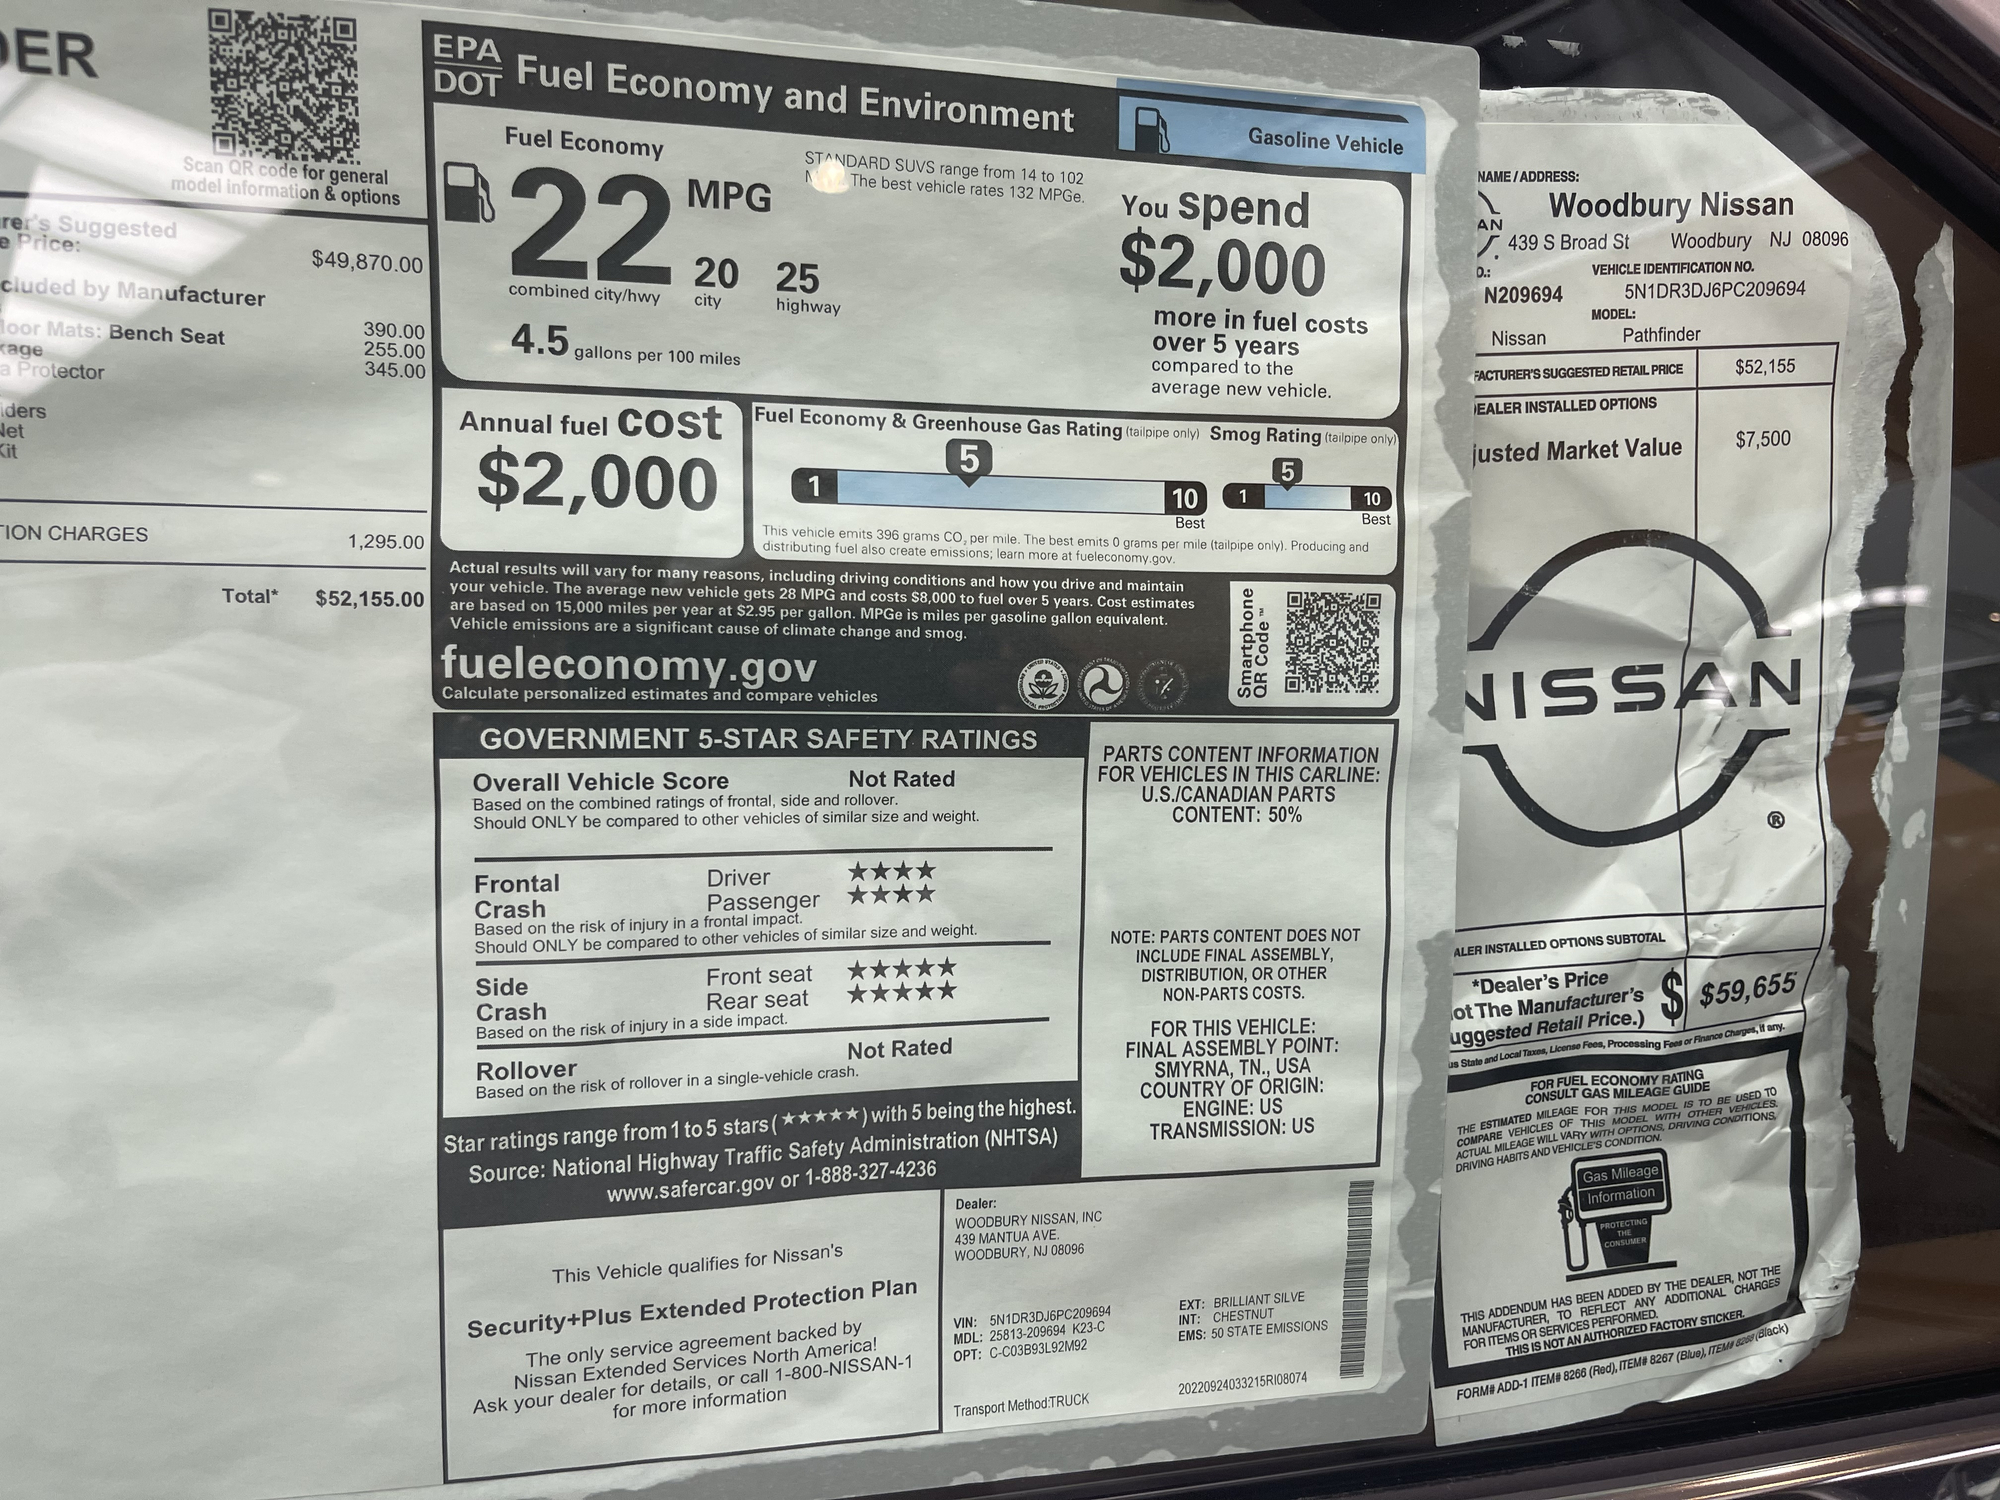 DER
Scan QR code for general
model information & options
rer's Suggested
e Price:
$49,870.00
cluded by Manufacturer
loor Mats: Bench Seat 390.00
kage 255.00
a Protector 345.00
iders
Net
Kit
TION CHARGES 1,295.00
Total* $52,155.00
EPA
DOT
Fuel Economy and Environment
Gasoline Vehicle
Fuel Economy
22 MPG
combined city/hwy
20
city
25
highway
4.5 gallons per 100 miles
STANDARD SUVS range from 14 to 102
The best vehicle rates 132 MPGe.
You spend
$2,000
more in fuel costs
over 5 years
compared to the
average new vehicle.
Annual fuel cost
$2,000
Fuel Economy & Greenhouse Gas Rating (tailpipe only) Smog Rating (tailpipe only)
5
1 10
Best
5
1 10
Best
This vehicle emits 396 grams CO2 per mile. The best emits 0 grams per mile (tailpipe only). Producing and
distributing fuel also create emissions; learn more at fueleconomy.gov.
Actual results will vary for many reasons, including driving conditions and how you drive and maintain
your vehicle. The average new vehicle gets 28 MPG and costs $8,000 to fuel over 5 years. Cost estimates
are based on 15,000 miles per year at $2.95 per gallon. MPGe is miles per gasoline gallon equivalent.
Vehicle emissions are a significant cause of climate change and smog.
fueleconomy.gov
Calculate personalized estimates and compare vehicles
Smartphone
QR Code™
GOVERNMENT 5-STAR SAFETY RATINGS
Overall Vehicle Score Not Rated
Based on the combined ratings of frontal, side and rollover.
Should ONLY be compared to other vehicles of similar size and weight.
Frontal Driver ★★★★
Crash Passenger ★★★★
Based on the risk of injury in a frontal impact.
Should ONLY be compared to other vehicles of similar size and weight.
Side Front seat ★★★★★
Crash Rear seat ★★★★★
Based on the risk of injury in a side impact.
Rollover Not Rated
Based on the risk of rollover in a single-vehicle crash.
Star ratings range from 1 to 5 stars (★★★★★) with 5 being the highest.
Source: National Highway Traffic Safety Administration (NHTSA)
www.safercar.gov or 1-888-327-4236
PARTS CONTENT INFORMATION
FOR VEHICLES IN THIS CARLINE:
U.S./CANADIAN PARTS
CONTENT: 50%
NOTE: PARTS CONTENT DOES NOT
INCLUDE FINAL ASSEMBLY,
DISTRIBUTION, OR OTHER
NON-PARTS COSTS.
FOR THIS VEHICLE:
FINAL ASSEMBLY POINT:
SMYRNA, TN., USA
COUNTRY OF ORIGIN:
ENGINE: US
TRANSMISSION: US
This Vehicle qualifies for Nissan's
Security+Plus Extended Protection Plan
The only service agreement backed by
Nissan Extended Services North America!
Ask your dealer for details, or call 1-800-NISSAN-1
for more information
Dealer:
WOODBURY NISSAN, INC
439 MANTUA AVE.
WOODBURY, NJ 08096
VIN: 5N1DR3DJ6PC209694
MDL: 25813-209694 K23-C
OPT: C-C03B93L92M92
EXT: BRILLIANT SILVE
INT: CHESTNUT
EMS: 50 STATE EMISSIONS
Transport Method:TRUCK
20220924033215RI08074
NAME / ADDRESS:
AN
Woodbury Nissan
439 S Broad St Woodbury NJ 08096
O.:
N209694
VEHICLE IDENTIFICATION NO.
5N1DR3DJ6PC209694
MODEL:
Nissan Pathfinder
FACTURER'S SUGGESTED RETAIL PRICE $52,155
EALER INSTALLED OPTIONS
justed Market Value $7,500
NISSAN
®
ALER INSTALLED OPTIONS SUBTOTAL
*Dealer's Price
ot The Manufacturer's
uggested Retail Price.)
$ $59,655
us State and Local Taxes, License Fees, Processing Fees or Finance Charges, if any.
FOR FUEL ECONOMY RATING
CONSULT GAS MILEAGE GUIDE
THE ESTIMATED MILEAGE FOR THIS MODEL IS TO BE USED TO
COMPARE VEHICLES OF THIS MODEL WITH OTHER VEHICLES.
ACTUAL MILEAGE WILL VARY WITH OPTIONS, DRIVING CONDITIONS,
DRIVING HABITS AND VEHICLE'S CONDITION.
Gas Mileage
Information
PROTECTING
THE
CONSUMER
THIS ADDENDUM HAS BEEN ADDED BY THE DEALER, NOT THE
MANUFACTURER, TO REFLECT ANY ADDITIONAL CHARGES
FOR ITEMS OR SERVICES PERFORMED.
THIS IS NOT AN AUTHORIZED FACTORY STICKER.
FORM# ADD-1 ITEM# 8266 (Red), ITEM# 8267 (Blue), ITEM# 8268 (Black)